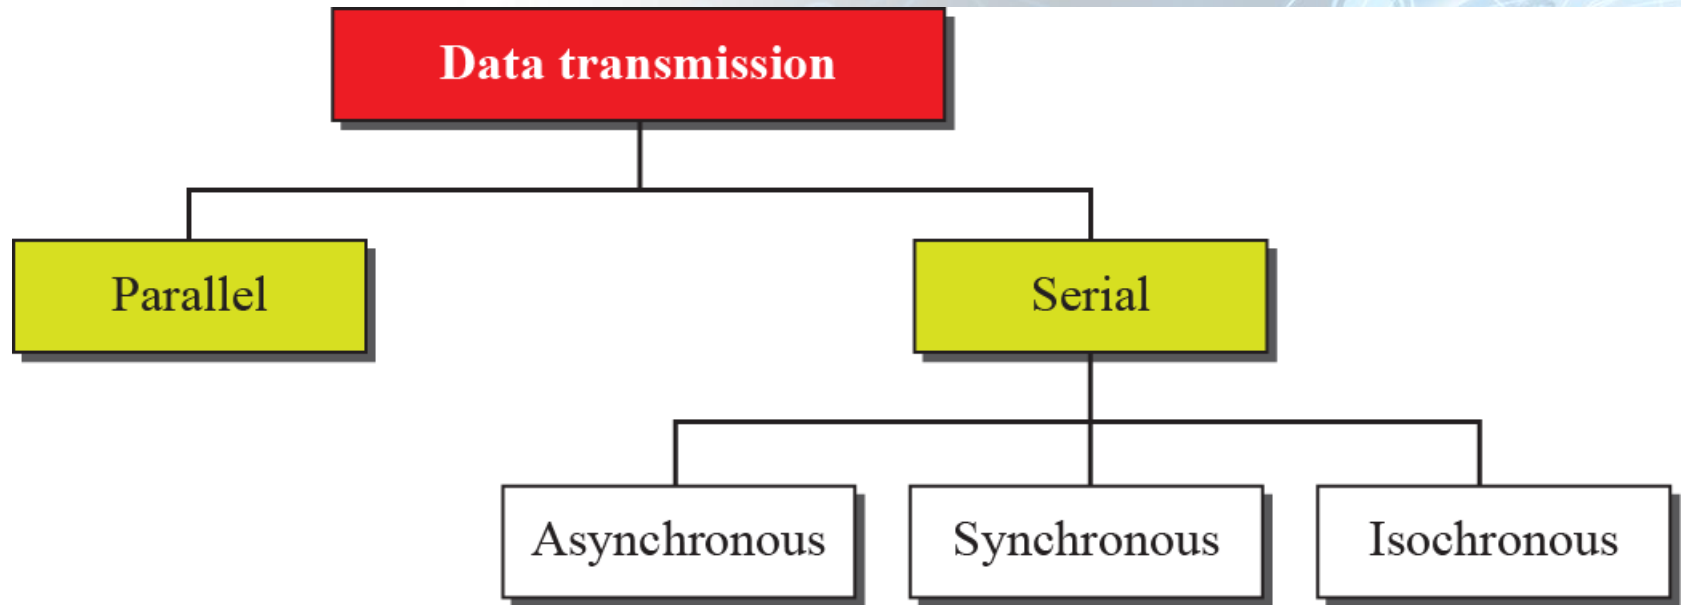 Data transmission
Parallel
Serial
Asynchronous
Synchronous
Isochronous